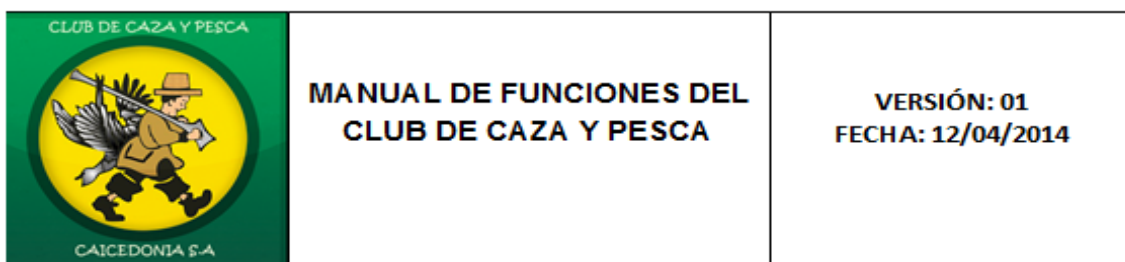 CLUB DE CAZA Y PESCA
CAICEDONIA S.A
MANUAL DE FUNCIONES DEL
CLUB DE CAZA Y PESCA
VERSIÓN: 01
FECHA: 12/04/2014